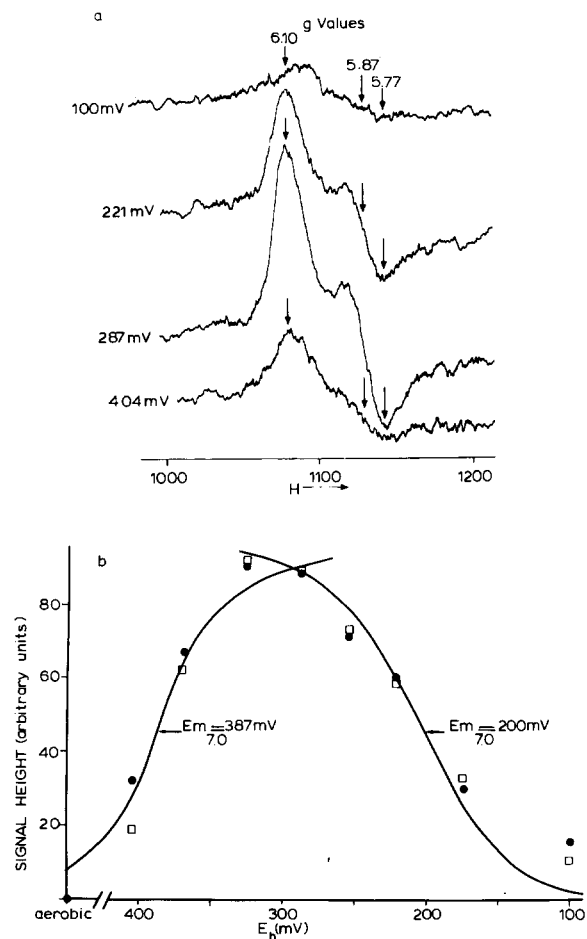 a
g Values
6.10
5.87
5.77
100mV
221mV
287mV
404mV
1000 1100 1200
H
b
SIGNAL HEIGHT (arbitrary units)
80
60
40
20
Em 7.0 = 387mV
Em 7.0 = 200mV
aerobic 400 300 200 100
Eh(mV)